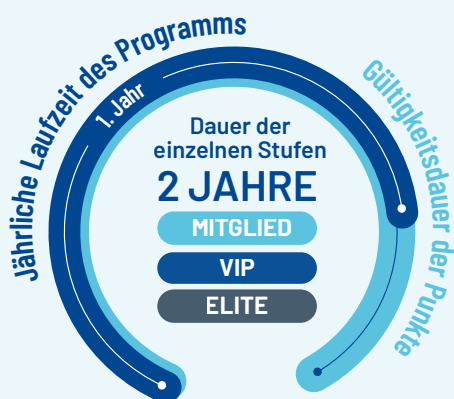 Jährliche Laufzeit des Programms
1. Jahr
Gültigkeitsdauer der Punkte
Dauer der
einzelnen Stufen
2 JAHRE
MITGLIED
VIP
ELITE